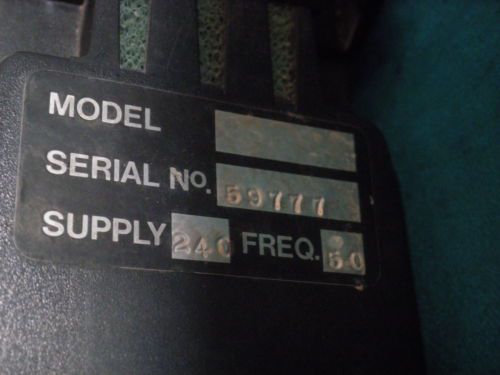 MODEL
SERIAL No. 59777
SUPPLY 240 FREQ. 50